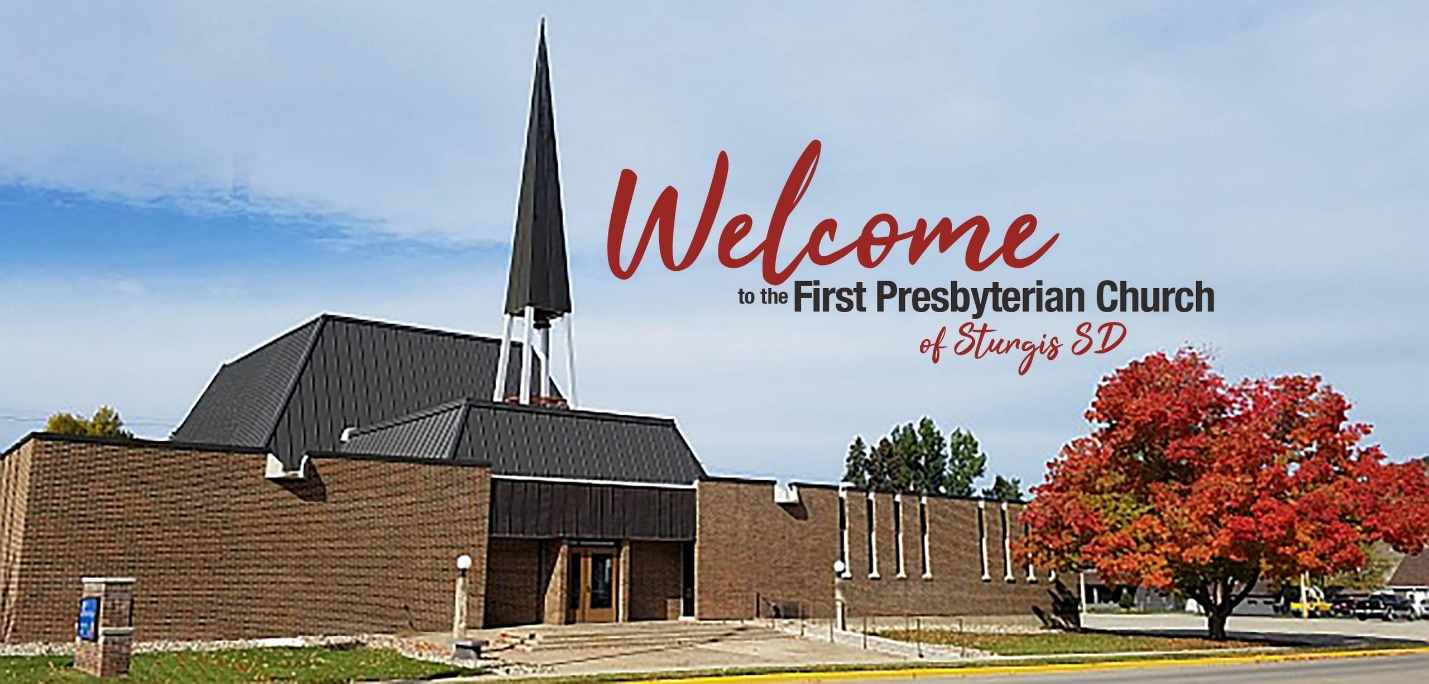 Welcome
to the First Presbyterian Church
of Sturgis SD